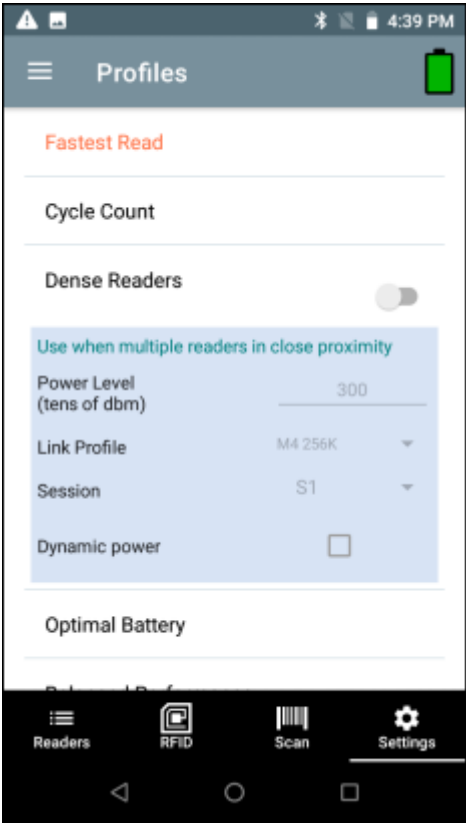 4:39 PM
Profiles
Fastest Read
Cycle Count
Dense Readers
Use when multiple readers in close proximity
Power Level
(tens of dbm)
300
Link Profile
M4 256K
Session
S1
Dynamic power
Optimal Battery
Readers
RFID
Scan
Settings